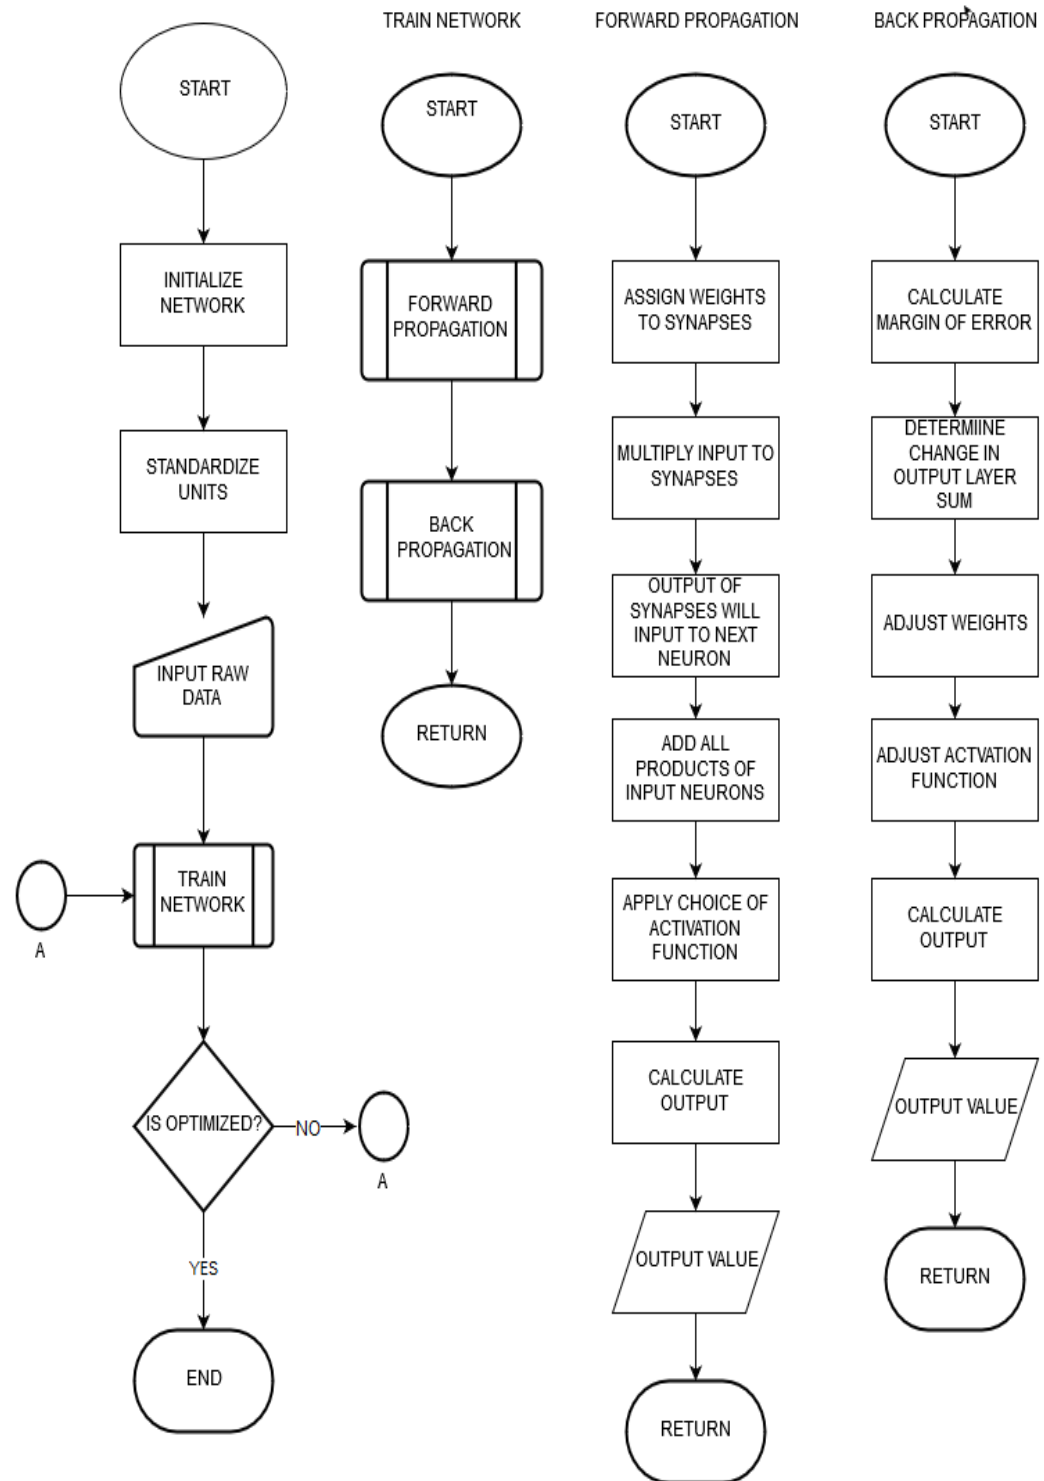 START
INITIALIZE
NETWORK
STANDARDIZE
UNITS
INPUT RAW
DATA
TRAIN
NETWORK
A
IS OPTIMIZED?
NO
A
YES
END
TRAIN NETWORK
START
FORWARD
PROPAGATION
BACK
PROPAGATION
RETURN
FORWARD PROPAGATION
START
ASSIGN WEIGHTS
TO SYNAPSES
MULTIPLY INPUT TO
SYNAPSES
OUTPUT OF
SYNAPSES WILL
INPUT TO NEXT
NEURON
ADD ALL
PRODUCTS OF
INPUT NEURONS
APPLY CHOICE OF
ACTIVATION
FUNCTION
CALCULATE
OUTPUT
OUTPUT VALUE
RETURN
BACK PROPAGATION
START
CALCULATE
MARGIN OF ERROR
DETERMIINE
CHANGE IN
OUTPUT LAYER
SUM
ADJUST WEIGHTS
ADJUST ACTVATION
FUNCTION
CALCULATE
OUTPUT
OUTPUT VALUE
RETURN